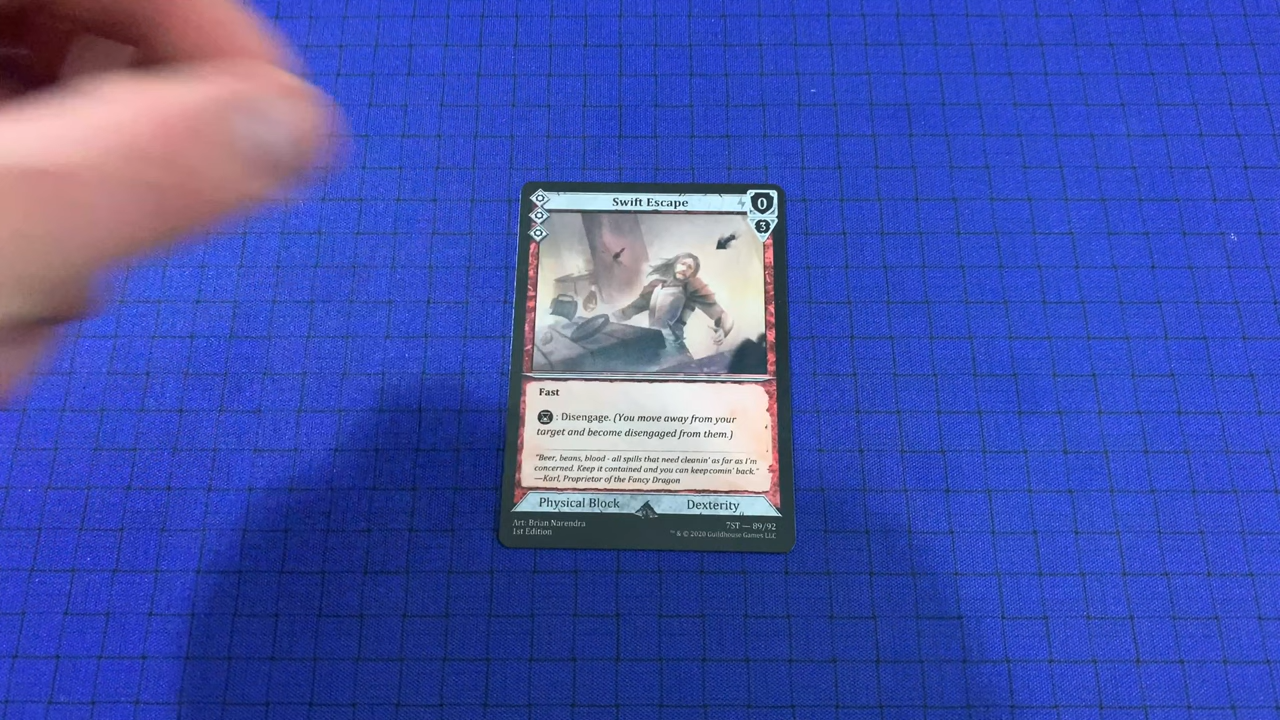 Swift Escape
0
3
Fast
: Disengage. (You move away from your
target and become disengaged from them.)
"Beer, beans, blood - all spills that need cleanin' as far as I'm
concerned. Keep it contained and you can keep comin' back."
—Karl, Proprietor of the Fancy Dragon
Physical Block Dexterity
Art: Brian Narendra 7ST — 89/92
1st Edition ™ & © 2020 Guildhouse Games LLC